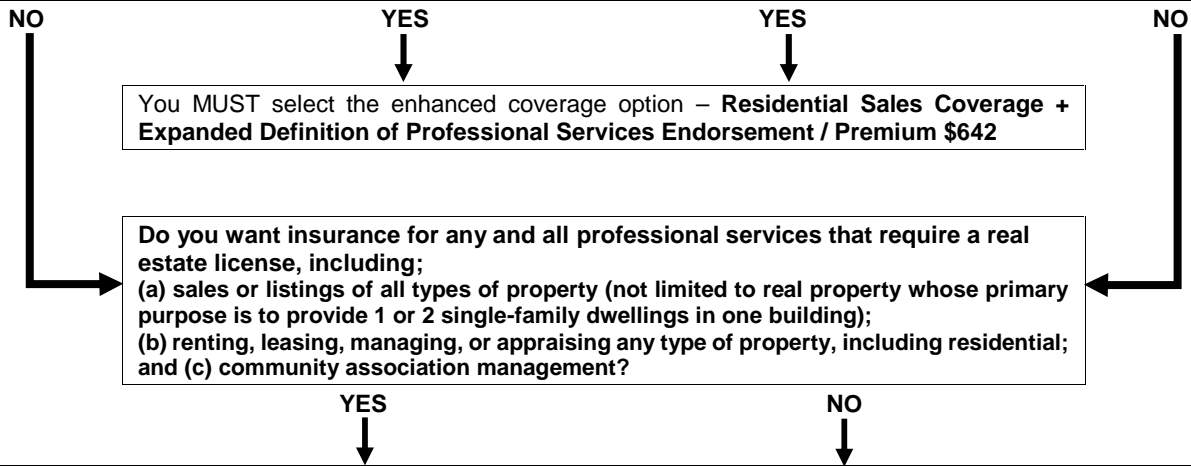 NO YES YES NO
You MUST select the enhanced coverage option – Residential Sales Coverage +
Expanded Definition of Professional Services Endorsement / Premium $642
Do you want insurance for any and all professional services that require a real
estate license, including;
(a) sales or listings of all types of property (not limited to real property whose primary
purpose is to provide 1 or 2 single-family dwellings in one building);
(b) renting, leasing, managing, or appraising any type of property, including residential;
and (c) community association management?
YES NO